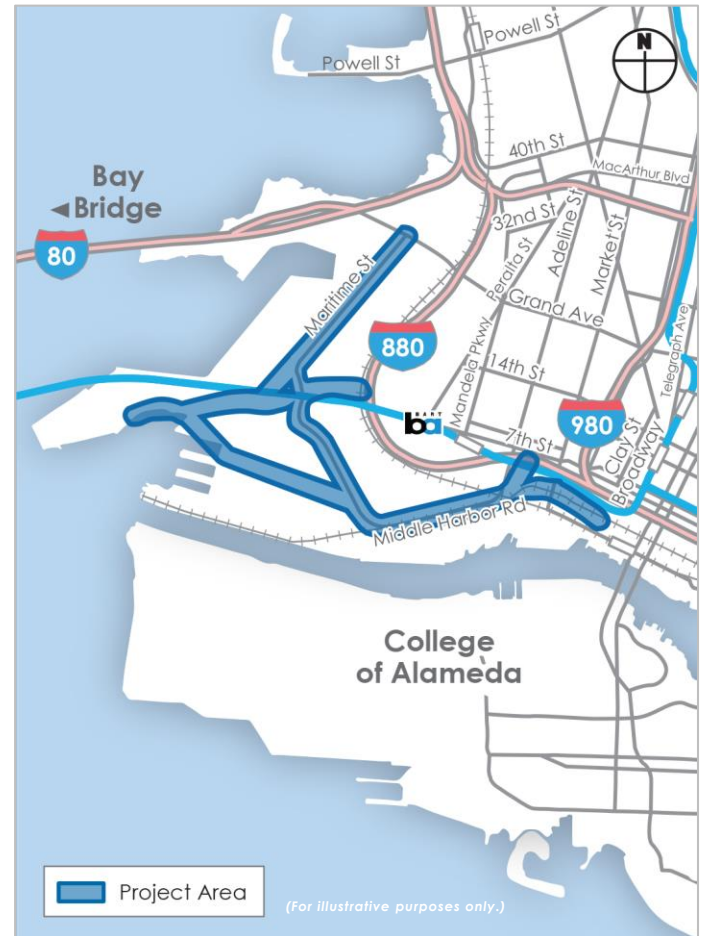 Powell St
Powell St
N
40th St
MacArthur Blvd
Bay
Bridge
80
32nd St
Adeline St
Market St
Peralta St
Maritime St
Grand Ave
880
Telegraph Ave
14th St
Mandela Pkwy
BART
ba
980
7th St
Clay St
Broadway
Middle Harbor Rd
College
of Alameda
Project Area
(For illustrative purposes only.)